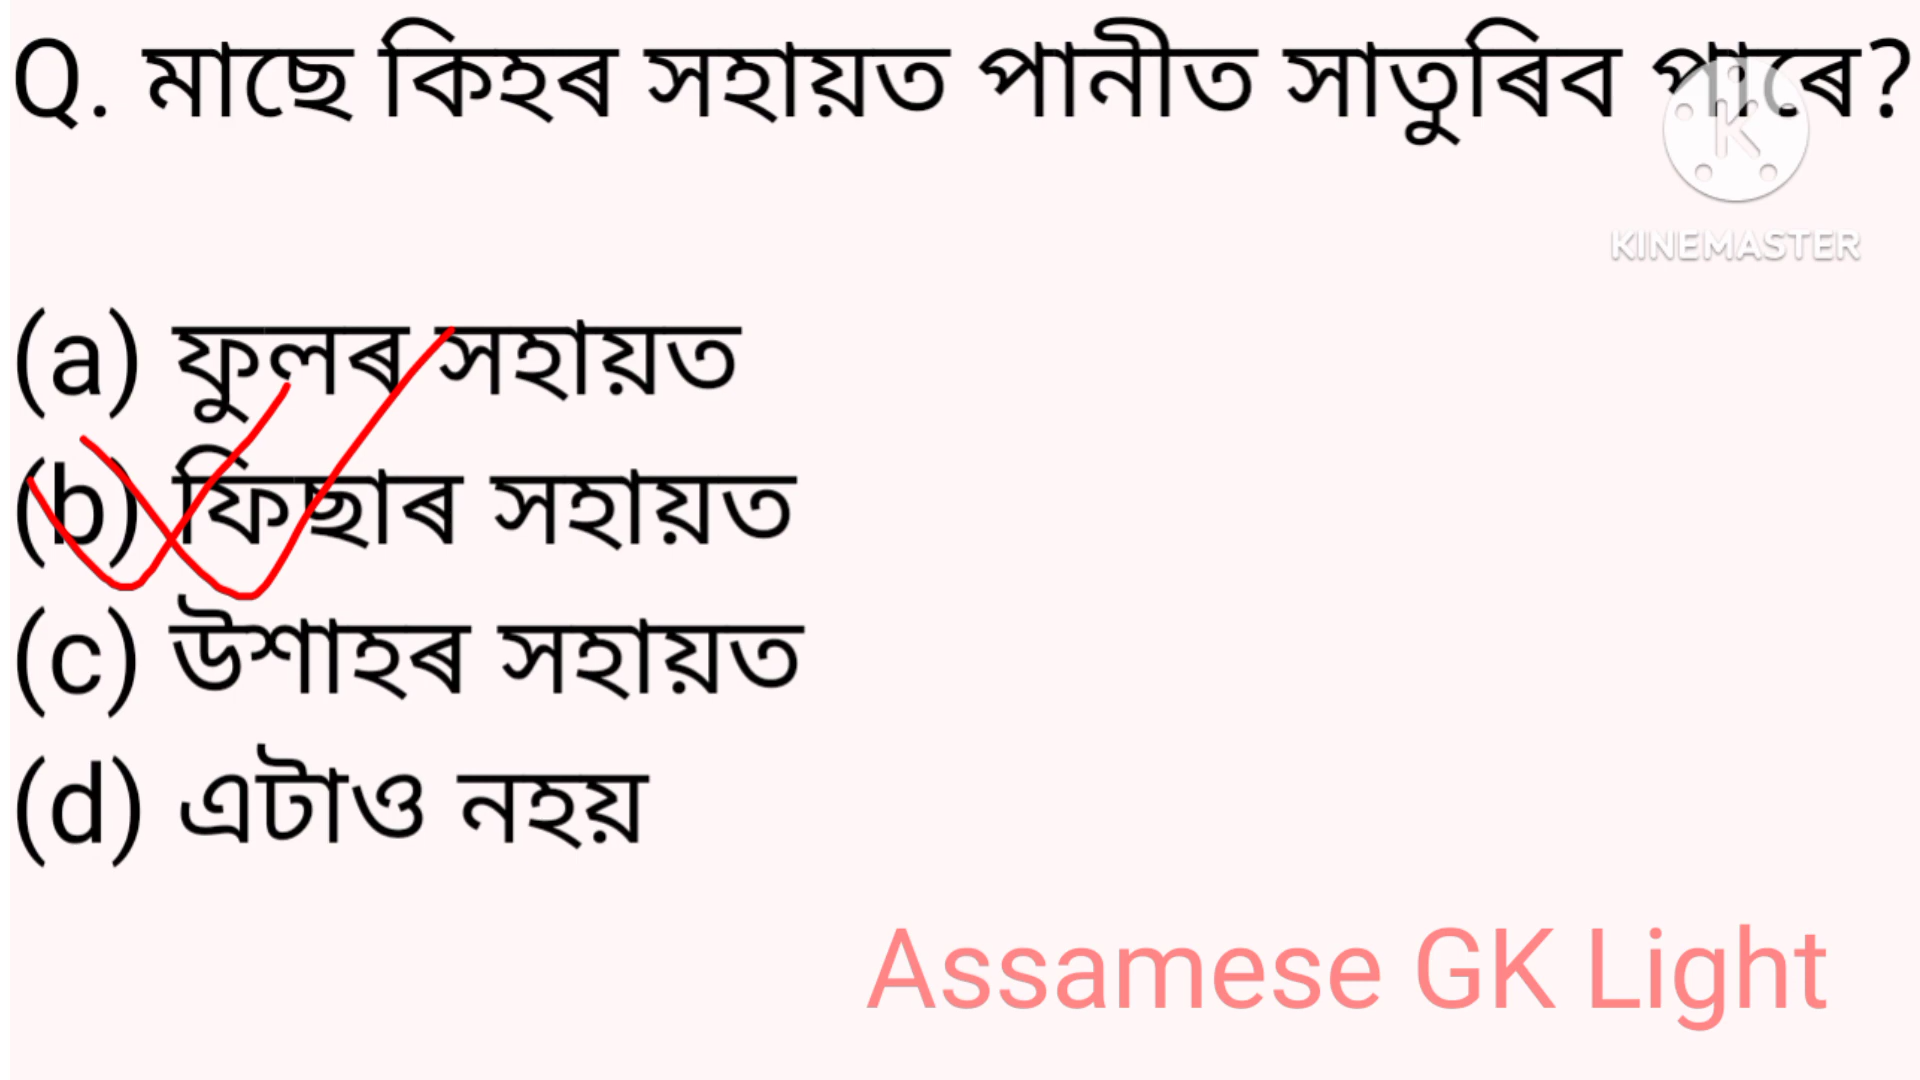 Q. মাছে কিহৰ সহায়ত পানীত সাতুৰিব পাৰে?
KINEMASTER
(a) ফুলৰ সহায়ত
(b) ফিছাৰ সহায়ত
(c) উশাহৰ সহায়ত
(d) এটাও নহয়
Assamese GK Light